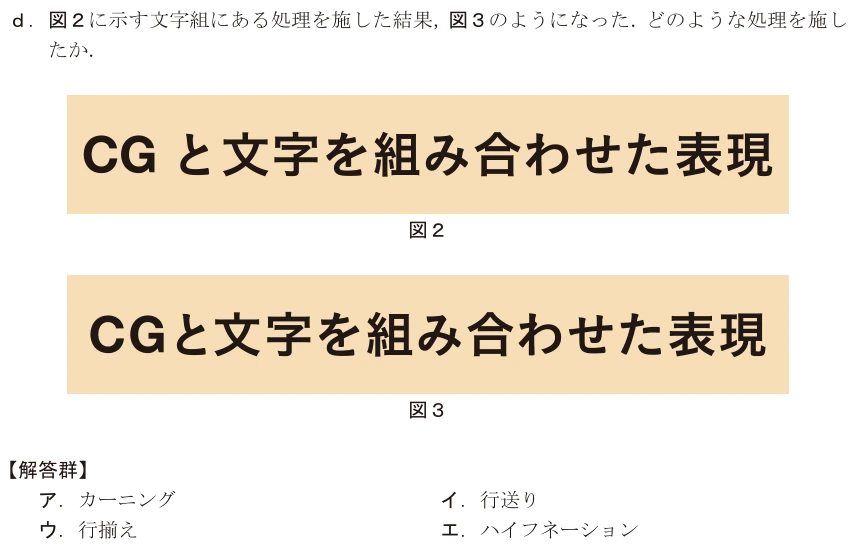 d．図2に示す文字組にある処理を施した結果，図3のようになった．どのような処理を施し
たか．
CG と文字を組み合わせた表現
図2
CGと文字を組み合わせた表現
図3
【解答群】
ア．カーニング　イ．行送り
ウ．行揃え　エ．ハイフネーション